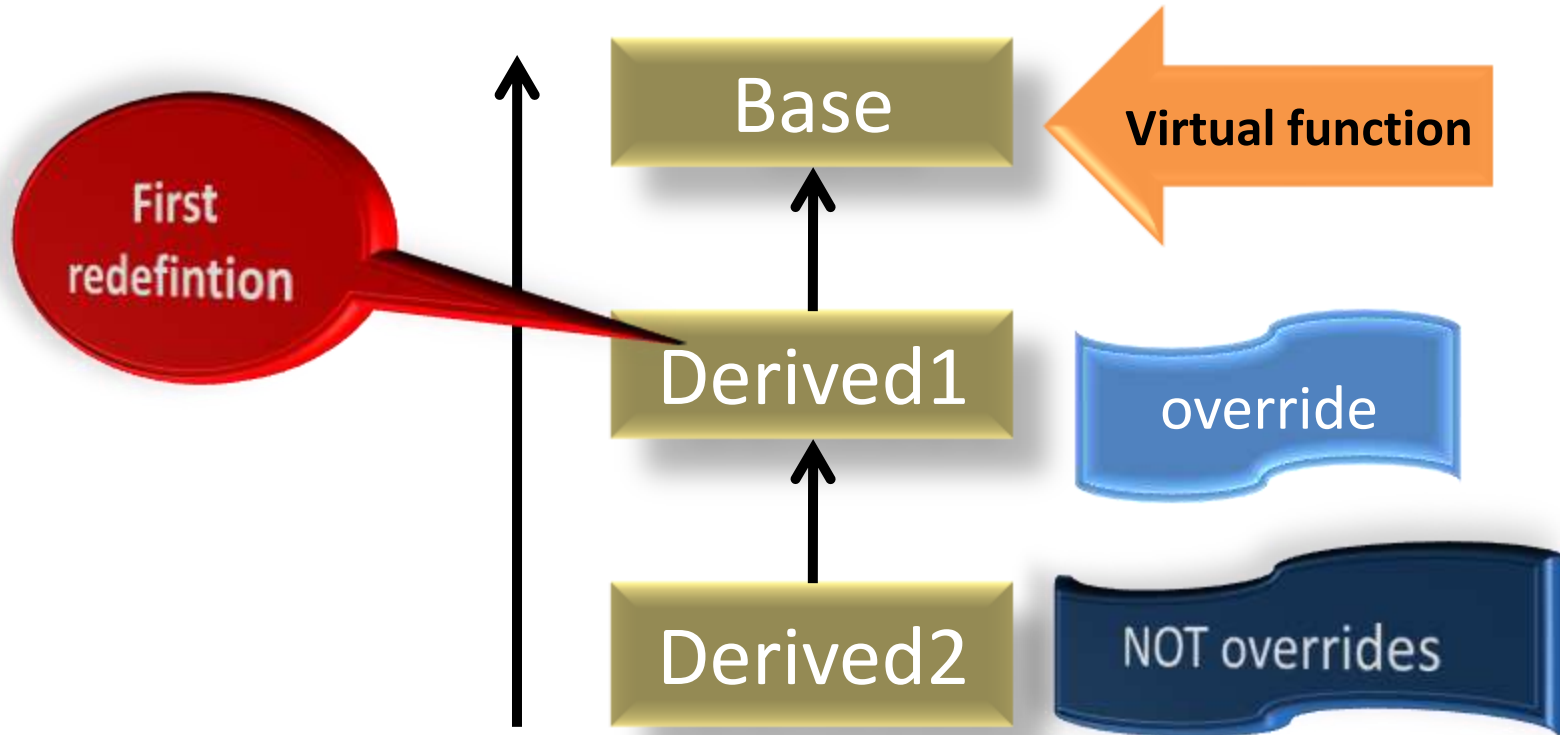 Base
Virtual function
First
redefintion
Derived1
override
Derived2
NOT overrides